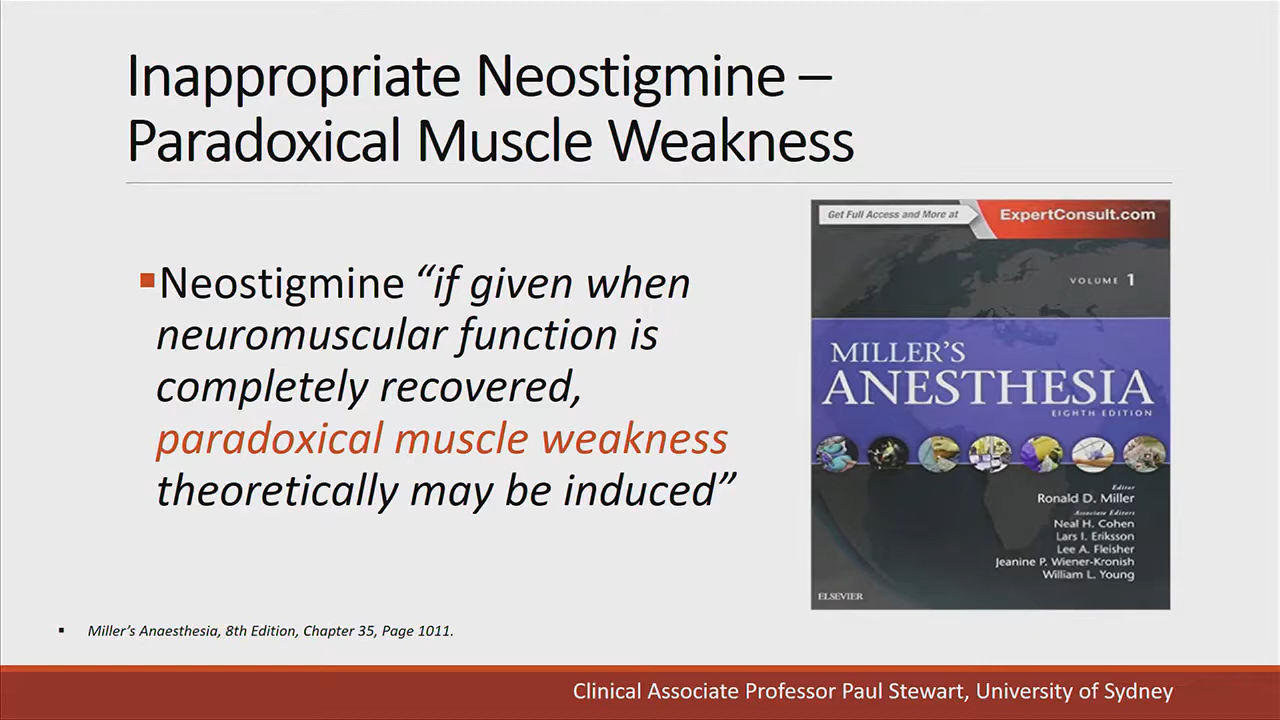 Inappropriate Neostigmine –
Paradoxical Muscle Weakness
Neostigmine “if given when
neuromuscular function is
completely recovered,
paradoxical muscle weakness
theoretically may be induced”
Get Full Access and More at
ExpertConsult.com
VOLUME 1
MILLER'S
ANESTHESIA
EIGHTH EDITION
Editor
Ronald D. Miller
Associate Editors
Neal H. Cohen
Lars I. Eriksson
Lee A. Fleisher
Jeanine P. Wiener-Kronish
William L. Young
ELSEVIER
Miller’s Anaesthesia, 8th Edition, Chapter 35, Page 1011.
Clinical Associate Professor Paul Stewart, University of Sydney